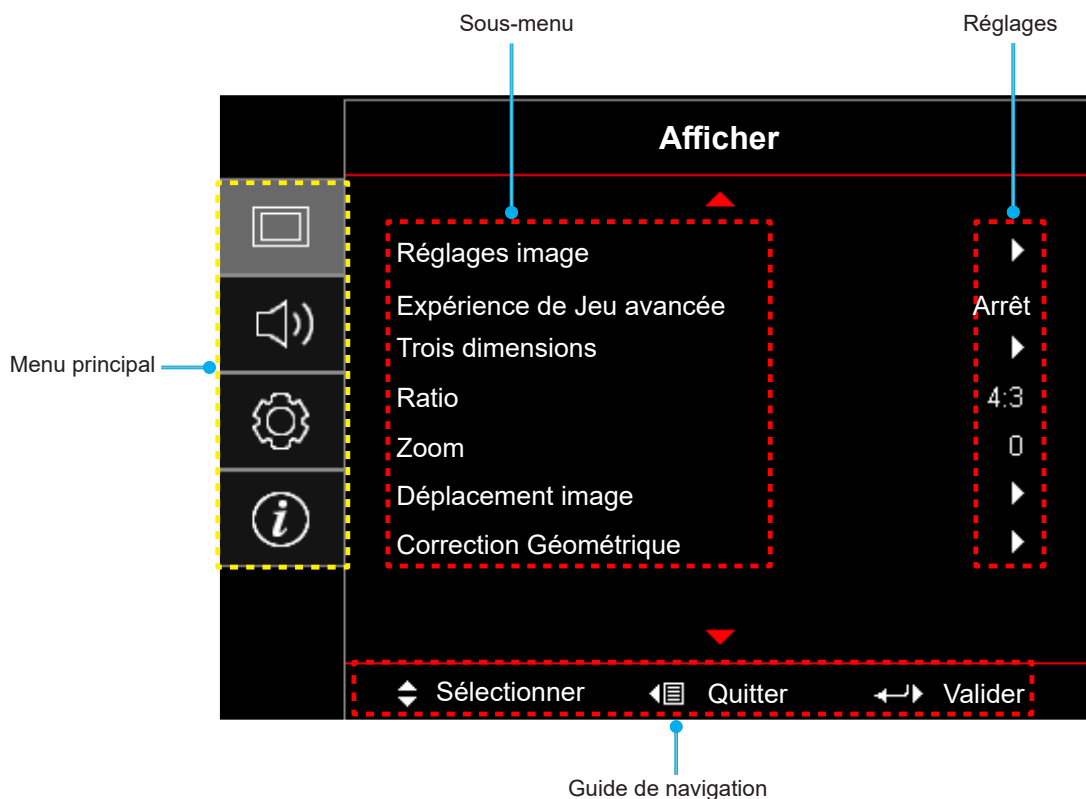 Sous-menu
Réglages
Afficher
Réglages image
Expérience de Jeu avancée Arrêt
Trois dimensions
Menu principal
Ratio 4:3
Zoom 0
Déplacement image
Correction Géométrique
Sélectionner Quitter Valider
Guide de navigation